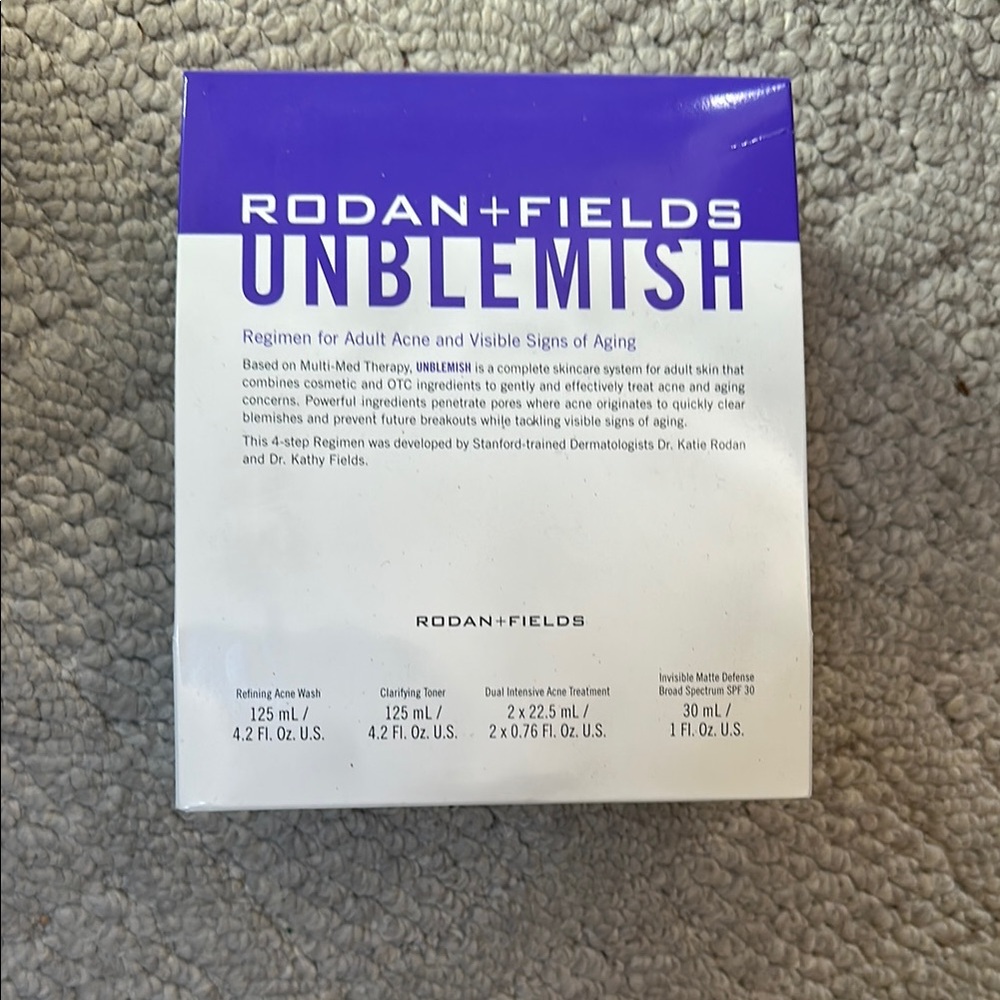 RODAN+FIELDS
UNBLEMISH
Regimen for Adult Acne and Visible Signs of Aging
Based on Multi-Med Therapy, UNBLEMISH is a complete skincare system for adult skin that
combines cosmetic and OTC ingredients to gently and effectively treat acne and aging
concerns. Powerful ingredients penetrate pores where acne originates to quickly clear
blemishes and prevent future breakouts while tackling visible signs of aging.
This 4-step Regimen was developed by Stanford-trained Dermatologists Dr. Katie Rodan
and Dr. Kathy Fields.
RODAN+FIELDS
Refining Acne Wash
125 mL /
4.2 Fl. Oz. U.S.
Clarifying Toner
125 mL /
4.2 Fl. Oz. U.S.
Dual Intensive Acne Treatment
2 x 22.5 mL /
2 x 0.76 Fl. Oz. U.S.
Invisible Matte Defense
Broad Spectrum SPF 30
30 mL /
1 Fl. Oz. U.S.